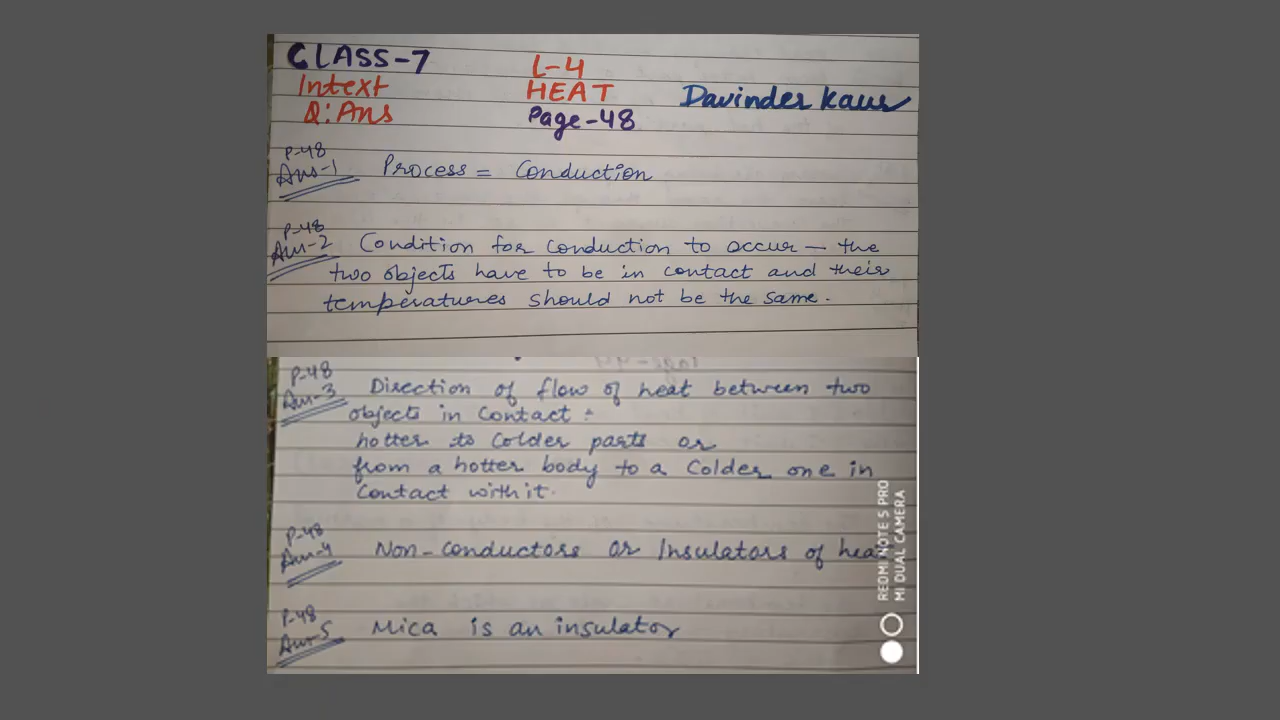 CLASS-7 L-4
Intext HEAT Davinder Kaur
Q:Ans Page-48
P-48
Ans-1 Process = Conduction
P-48
Ans-2 Condition for conduction to occur — the
two objects have to be in contact and their
temperatures should not be the same.
P-48
Ans-3 Direction of flow of heat between two
objects in Contact :-
hotter to Colder parts or
from a hotter body to a Colder one in
Contact with it.
P-48
Ans-4 Non-conductors or Insulators of heat
P-48
Ans-5 Mica is an insulator
REDMI NOTE 5 PRO
MI DUAL CAMERA